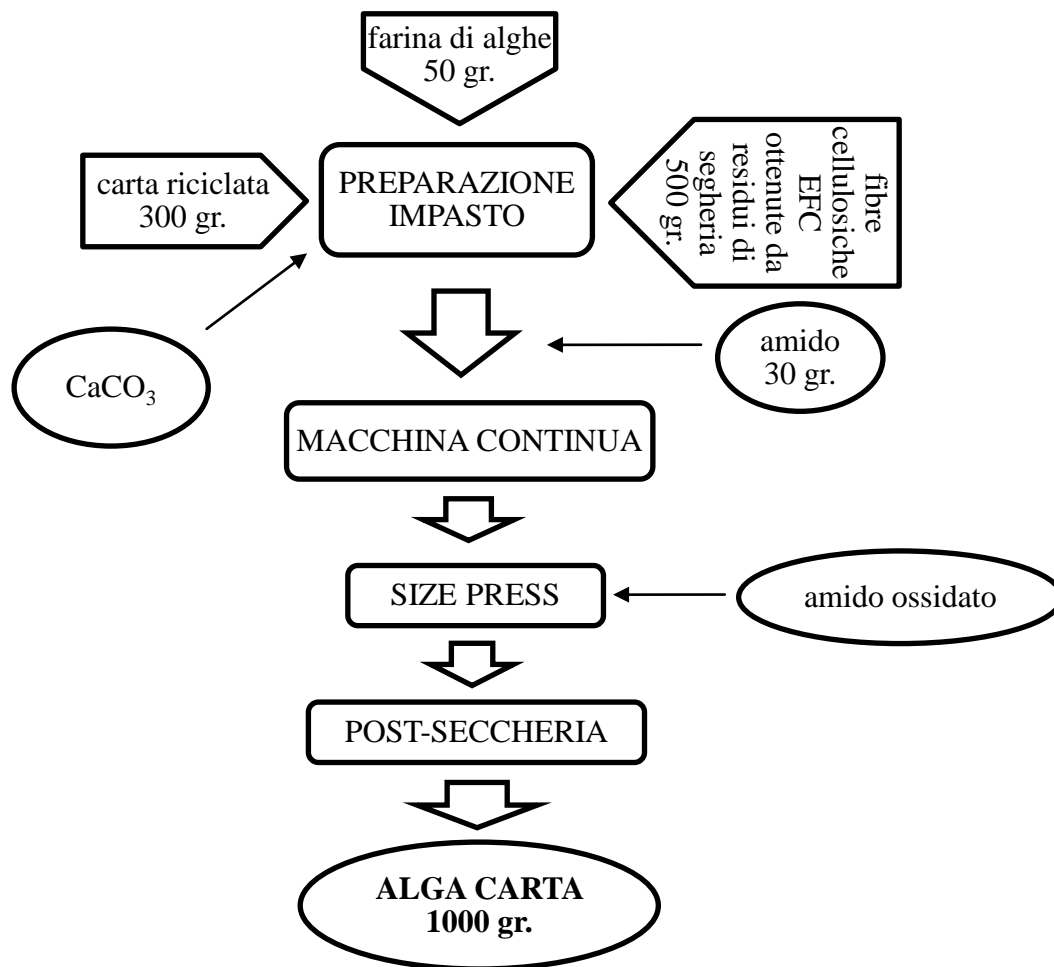 farina di alghe
50 gr.
carta riciclata
300 gr.
PREPARAZIONE
IMPASTO
fibre
cellulosiche
EFC
ottenute da
residui di
segheria
500 gr.
CaCO₃
amido
30 gr.
MACCHINA CONTINUA
SIZE PRESS
amido ossidato
POST-SECCHERIA
ALGA CARTA
1000 gr.